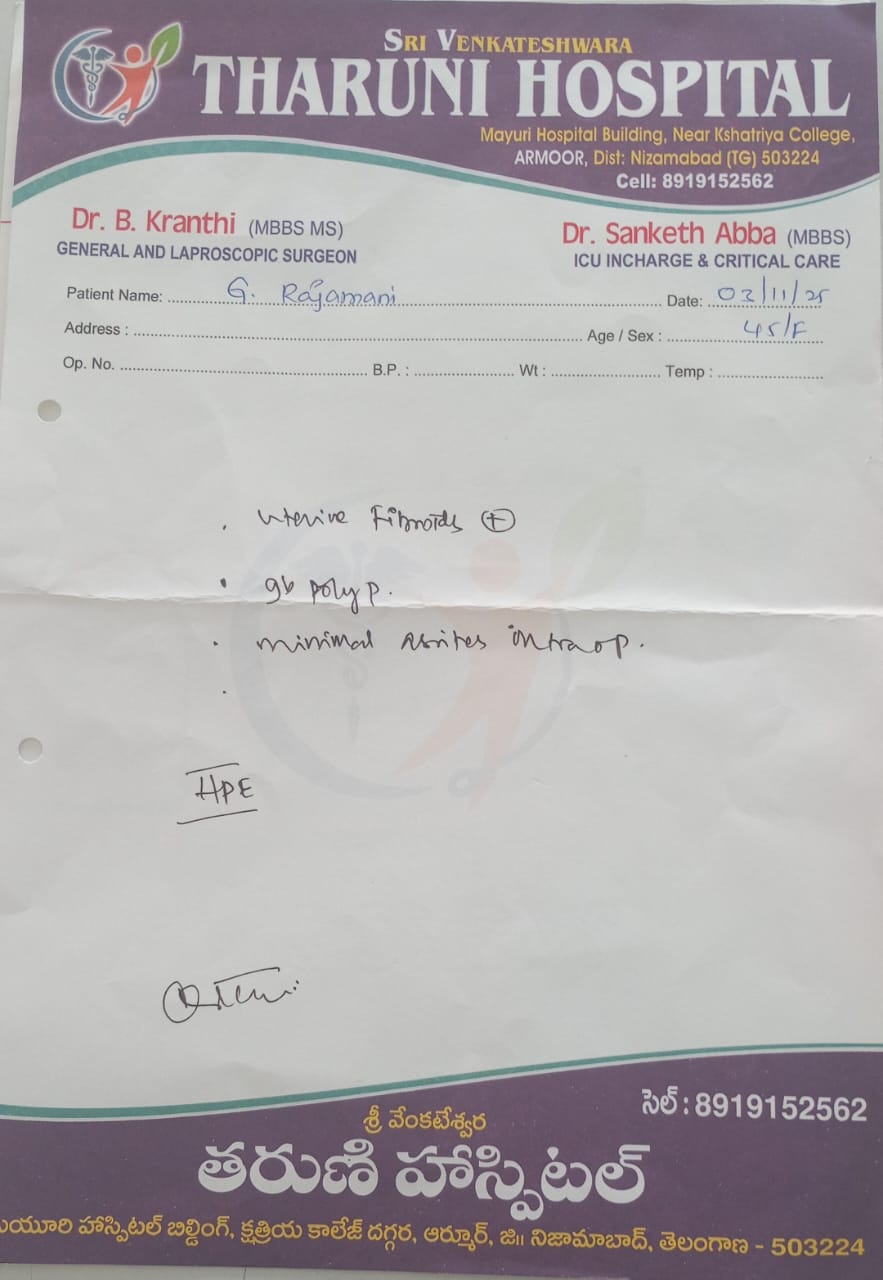 SRI VENKATESHWARA
THARUNI HOSPITAL
Mayuri Hospital Building, Near Kshatriya College,
ARMOOR, Dist: Nizamabad (TG) 503224
Cell: 8919152562
Dr. B. Kranthi (MBBS MS)
GENERAL AND LAPROSCOPIC SURGEON
Dr. Sanketh Abba (MBBS)
ICU INCHARGE & CRITICAL CARE
Patient Name: G. Rajamani Date: 02/11/25
Address : Age / Sex : 45/F
Op. No. B.P. : Wt : Temp :
. uterine Fibroids +
. gb polyp.
. minimal ascites intraop.
.
HPE
సెల్ : 8919152562
శ్రీ వేంకటేశ్వర
తరుణి హాస్పిటల్
మయూరి హాస్పిటల్ బిల్డింగ్, క్షత్రియ కాలేజ్ దగ్గర, ఆర్మూర్, జిఃః నిజామాబాద్, తెలంగాణ - 503224